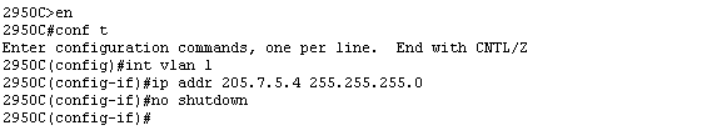 2950C>en
2950C#conf t
Enter configuration commands, one per line.  End with CNTL/Z
2950C(config)#int vlan 1
2950C(config-if)#ip addr 205.7.5.4 255.255.255.0
2950C(config-if)#no shutdown
2950C(config-if)#